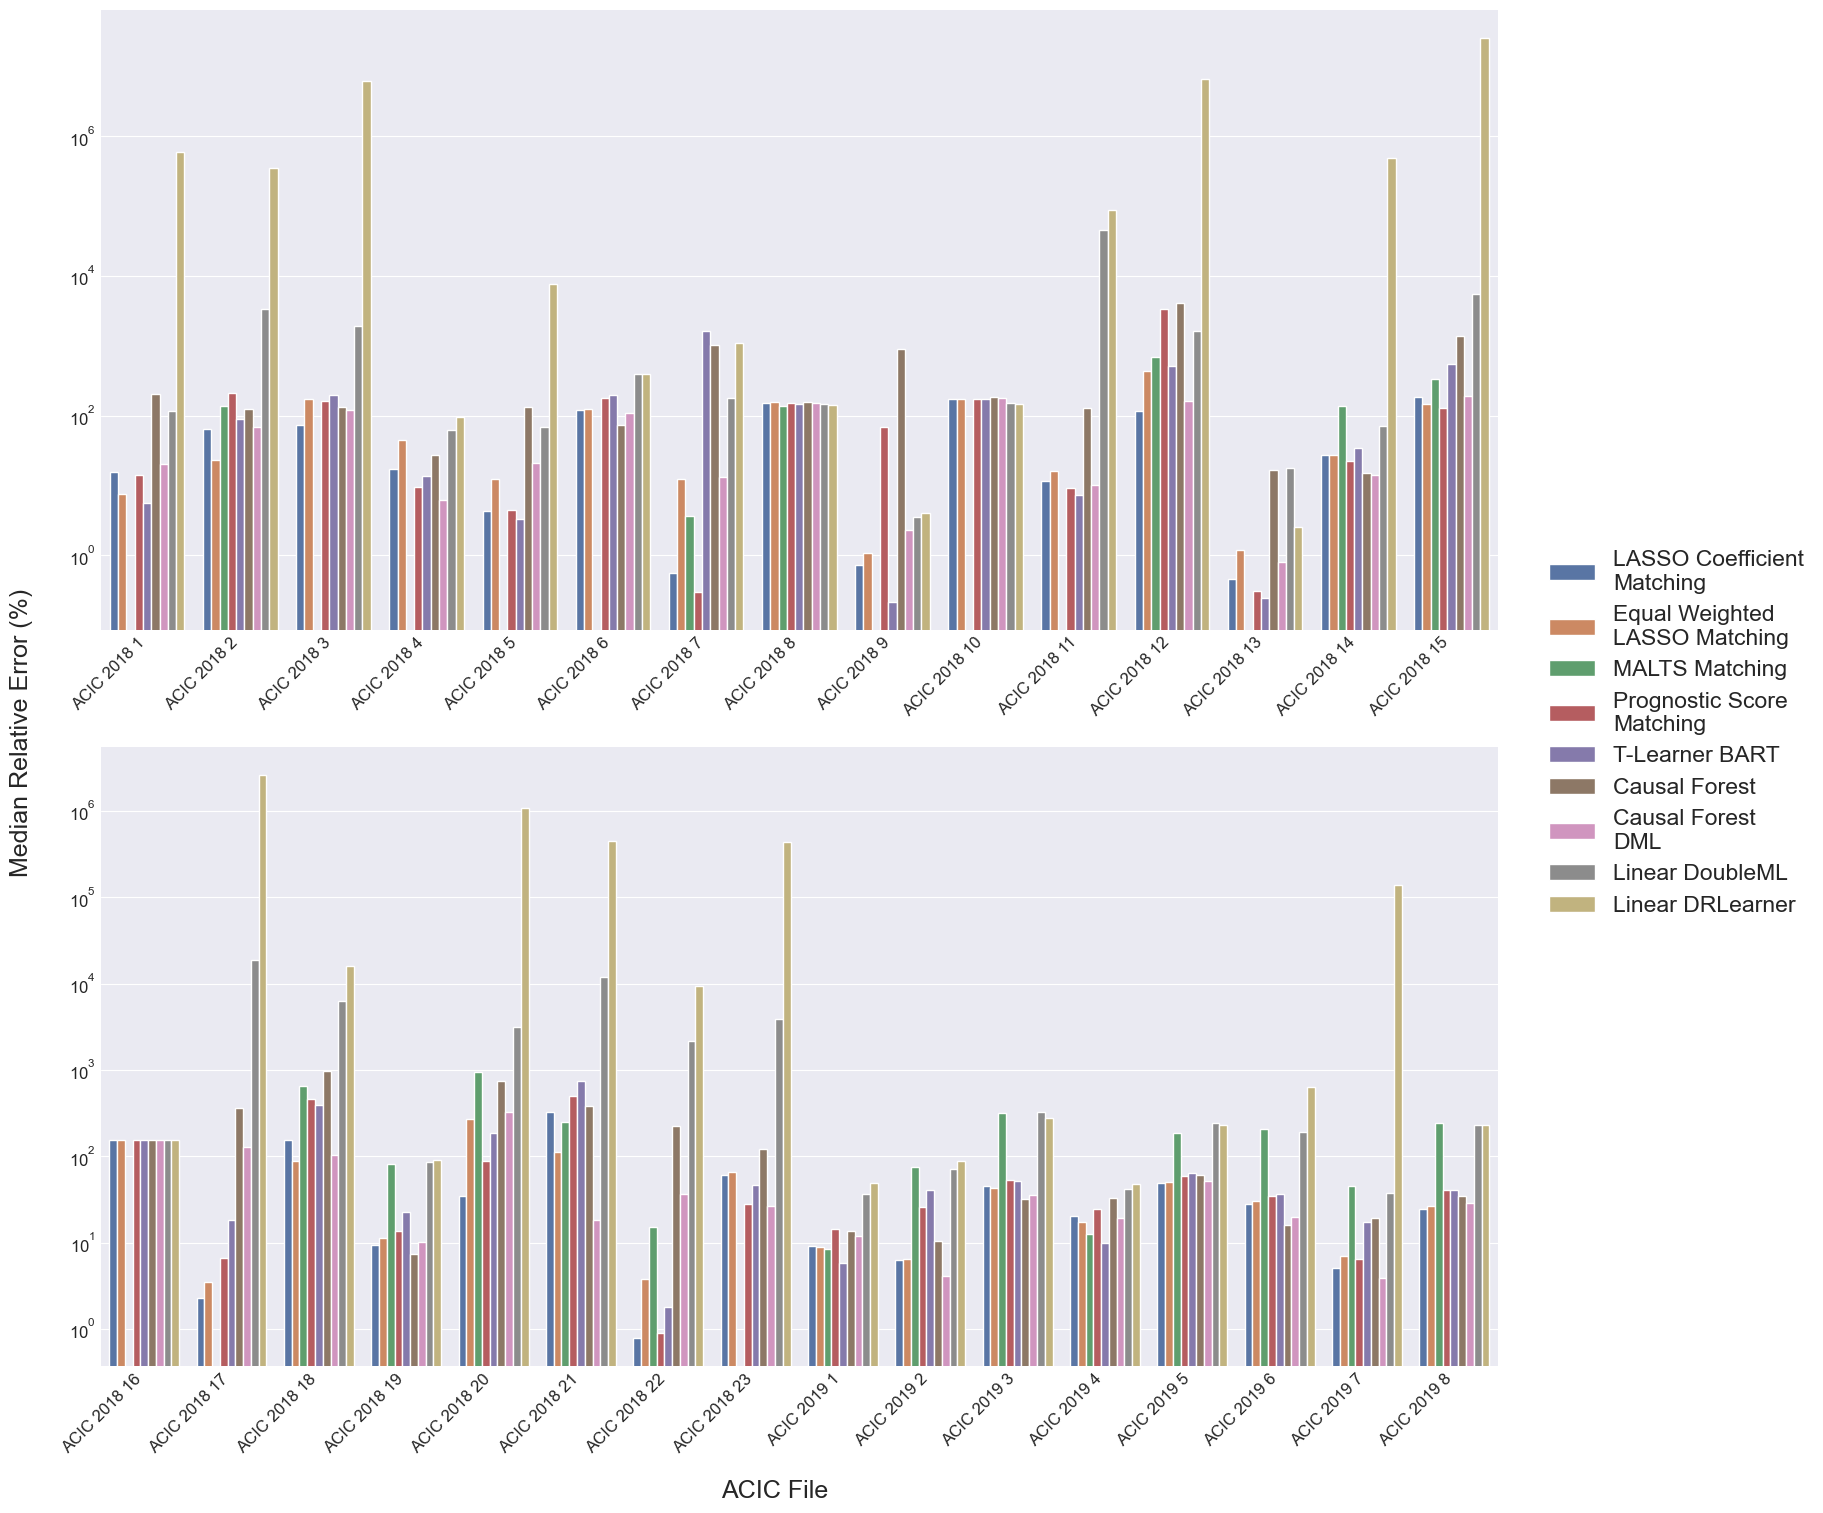 10^6
10^4
10^2
10^0
ACIC 2018 1
ACIC 2018 2
ACIC 2018 3
ACIC 2018 4
ACIC 2018 5
ACIC 2018 6
ACIC 2018 7
ACIC 2018 8
ACIC 2018 9
ACIC 2018 10
ACIC 2018 11
ACIC 2018 12
ACIC 2018 13
ACIC 2018 14
ACIC 2018 15
Median Relative Error (%)
10^6
10^5
10^4
10^3
10^2
10^1
10^0
ACIC 2018 16
ACIC 2018 17
ACIC 2018 18
ACIC 2018 19
ACIC 2018 20
ACIC 2018 21
ACIC 2018 22
ACIC 2018 23
ACIC 2019 1
ACIC 2019 2
ACIC 2019 3
ACIC 2019 4
ACIC 2019 5
ACIC 2019 6
ACIC 2019 7
ACIC 2019 8
ACIC File
LASSO Coefficient
Matching
Equal Weighted
LASSO Matching
MALTS Matching
Prognostic Score
Matching
T-Learner BART
Causal Forest
Causal Forest
DML
Linear DoubleML
Linear DRLearner